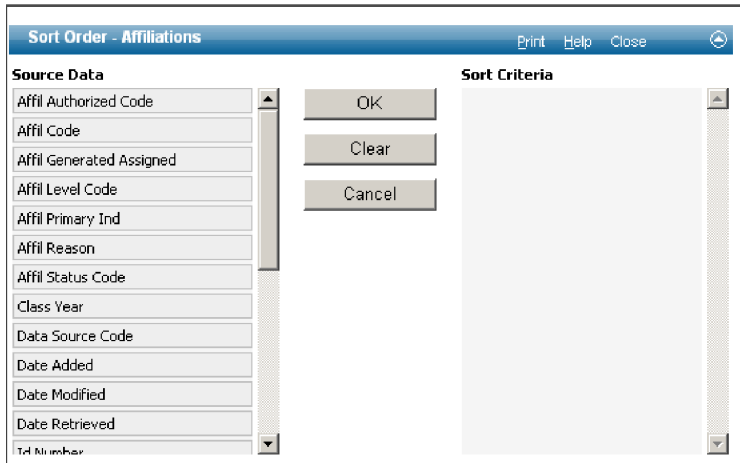 Sort Order - Affiliations
Print Help Close
Source Data
Sort Criteria
Affil Authorized Code
Affil Code
Affil Generated Assigned
Affil Level Code
Affil Primary Ind
Affil Reason
Affil Status Code
Class Year
Data Source Code
Date Added
Date Modified
Date Retrieved
Id Number
OK
Clear
Cancel